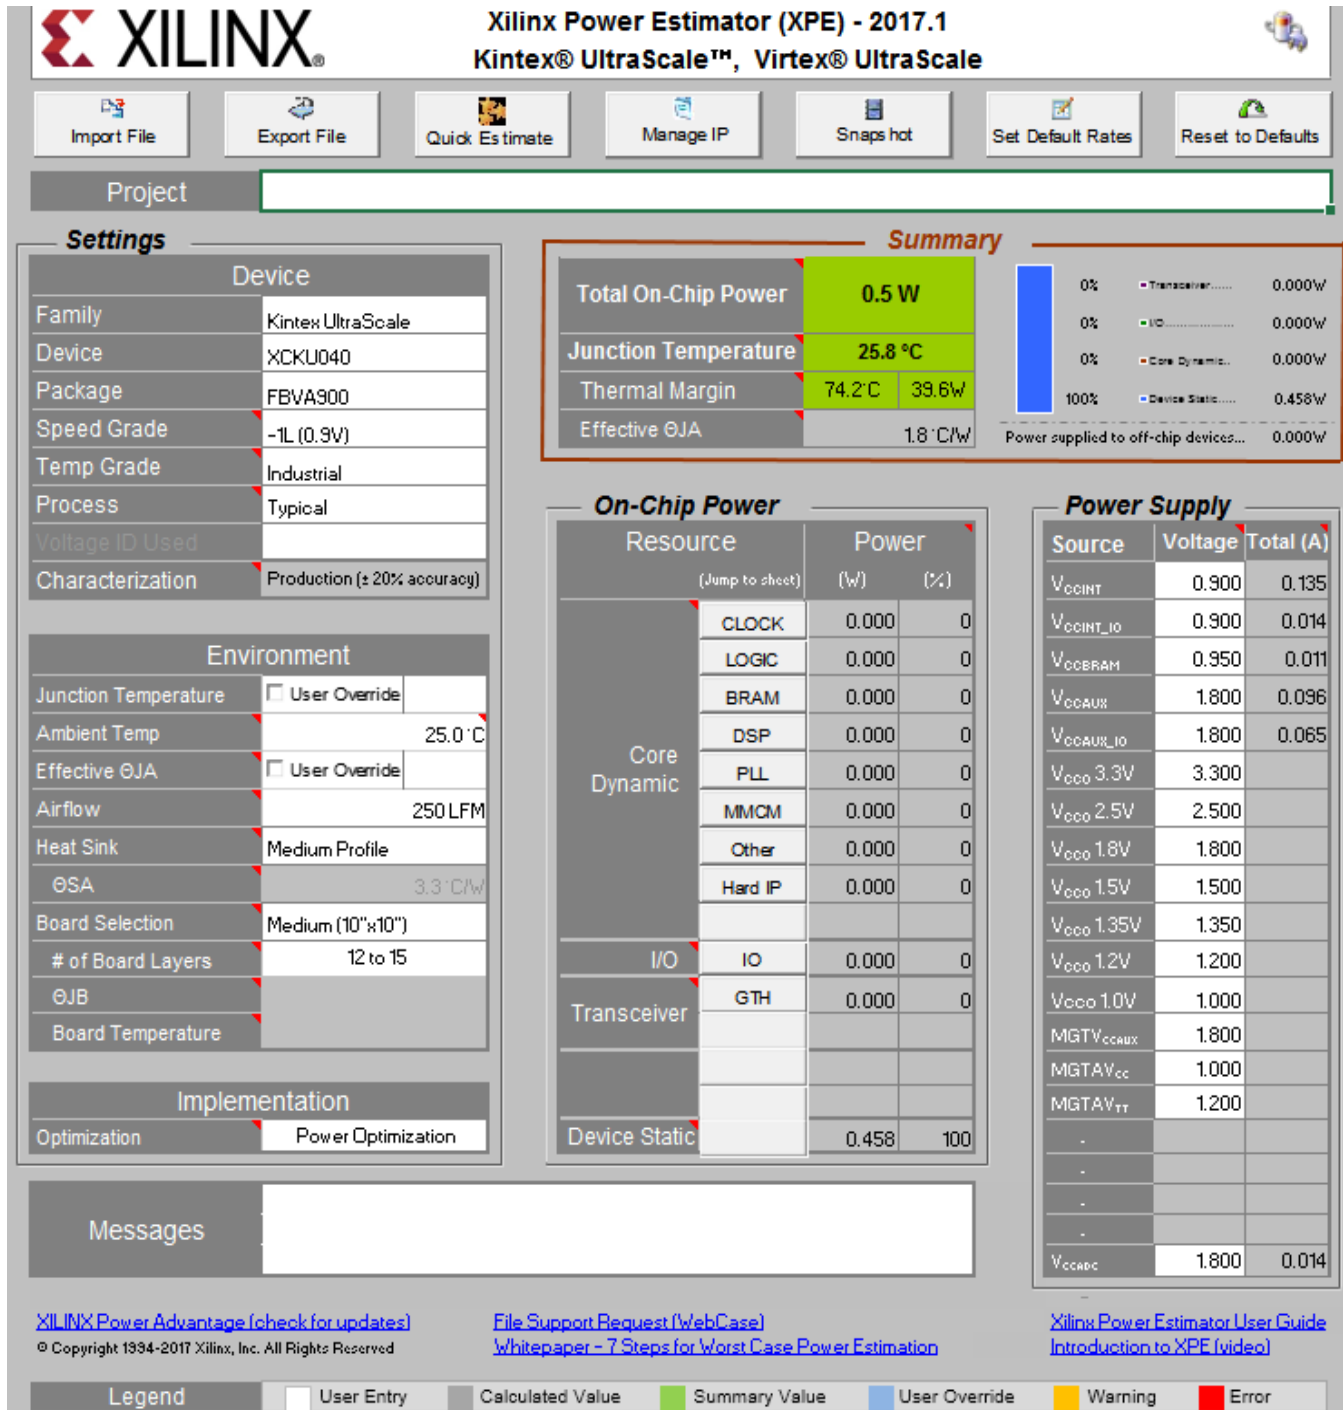 XILINX®
Xilinx Power Estimator (XPE) - 2017.1
Kintex® UltraScale™, Virtex® UltraScale
Import File
Export File
Quick Estimate
Manage IP
Snapshot
Set Default Rates
Reset to Defaults
Project
Settings
Device
Family Kintex UltraScale
Device XCKU040
Package FBVA900
Speed Grade -1L (0.9V)
Temp Grade Industrial
Process Typical
Voltage ID Used
Characterization Production (± 20% accuracy)
Environment
Junction Temperature User Override
Ambient Temp 25.0 °C
Effective ΘJA User Override
Airflow 250 LFM
Heat Sink Medium Profile
ΘSA 3.3 °C/W
Board Selection Medium (10"x10")
# of Board Layers 12 to 15
ΘJB
Board Temperature
Implementation
Optimization Power Optimization
Summary
Total On-Chip Power 0.5 W
Junction Temperature 25.8 °C
Thermal Margin 74.2°C 39.6W
Effective ΘJA 1.8 °C/W
0% Transceiver...... 0.000W
0% I/O.................. 0.000W
0% Core Dynamic.. 0.000W
100% Device Static..... 0.458W
Power supplied to off-chip devices... 0.000W
On-Chip Power
Resource Power
(Jump to sheet) (W) (%)
Core Dynamic
CLOCK 0.000 0
LOGIC 0.000 0
BRAM 0.000 0
DSP 0.000 0
PLL 0.000 0
MMCM 0.000 0
Other 0.000 0
Hard IP 0.000 0
I/O IO 0.000 0
Transceiver GTH 0.000 0
Device Static 0.458 100
Power Supply
Source Voltage Total (A)
VCCINT 0.900 0.135
VCCINT_IO 0.900 0.014
VCCBRAM 0.950 0.011
VCCAUX 1.800 0.096
VCCAUX_IO 1.800 0.065
VCCO 3.3V 3.300
VCCO 2.5V 2.500
VCCO 1.8V 1.800
VCCO 1.5V 1.500
VCCO 1.35V 1.350
VCCO 1.2V 1.200
Vcco 1.0V 1.000
MGTVCCAUX 1.800
MGTAVCC 1.000
MGTAVTT 1.200
-
-
-
-
VCCADC 1.800 0.014
Messages
XILINX Power Advantage (check for updates)
© Copyright 1994-2017 Xilinx, Inc. All Rights Reserved
File Support Request (WebCase)
Whitepaper - 7 Steps for Worst Case Power Estimation
Xilinx Power Estimator User Guide
Introduction to XPE (video)
Legend User Entry Calculated Value Summary Value User Override Warning Error